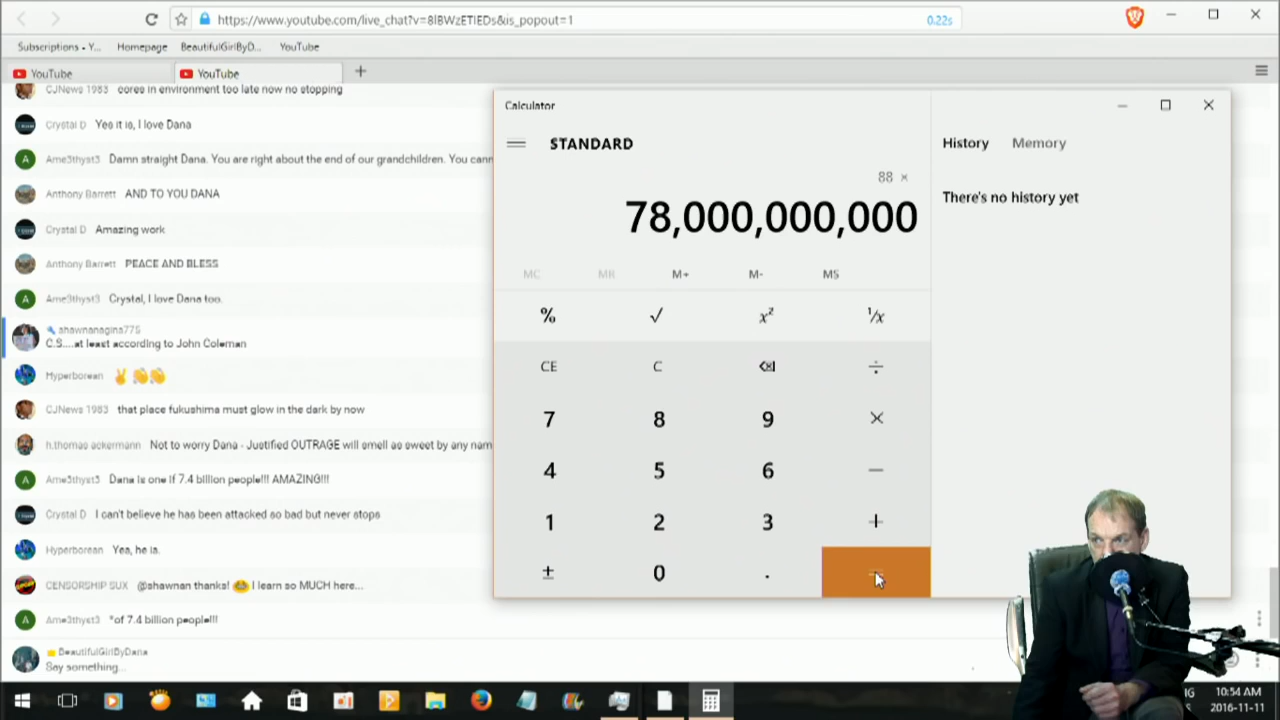 https://www.youtube.com/live_chat?v=8lBWzETlEDs&is_popout=1
0.22s
Subscriptions - Y...
Homepage
BeautifulGirlByD...
YouTube
YouTube
YouTube
CJNews 1983 cores in environment too late now no stopping
Crystal D Yes it is, I love Dana
Ame3thyst3 Damn straight Dana. You are right about the end of our grandchildren. You cann
Anthony Barrett AND TO YOU DANA
Crystal D Amazing work
Anthony Barrett PEACE AND BLESS
Ame3thyst3 Crystal, I love Dana too.
shawnanagina775
C.S....at least according to John Coleman
Hyperborean ✌👏👏
CJNews 1983 that place fukushima must glow in the dark by now
h.thomas ackermann Not to worry Dana - Justified OUTRAGE will smell as sweet by any nam
Ame3thyst3 Dana is one if 7.4 billion people!!! AMAZING!!!
Crystal D I can't believe he has been attacked so bad but never stops
Hyperborean Yea, he is.
CENSORSHIP SUX @shawnan thanks! 😂 I learn so MUCH here...
Ame3thyst3 *of 7.4 billion people!!!
BeautifulGirlByDana
Say something...
Calculator
STANDARD
88 ×
78,000,000,000
MC MR M+ M- MS
% √ x² ¹/x
CE C ⌫ ÷
7 8 9 ×
4 5 6 −
1 2 3 +
± 0 . =
History Memory
There's no history yet
10:54 AM
2016-11-11